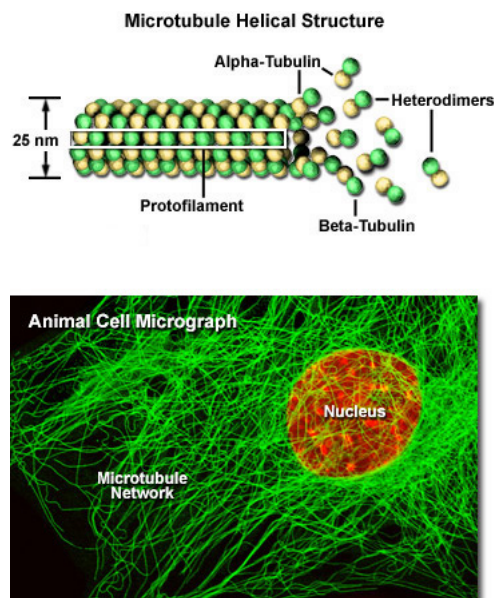 Microtubule Helical Structure
Alpha-Tubulin
Heterodimers
25 nm
Protofilament
Beta-Tubulin
Animal Cell Micrograph
Nucleus
Microtubule
Network